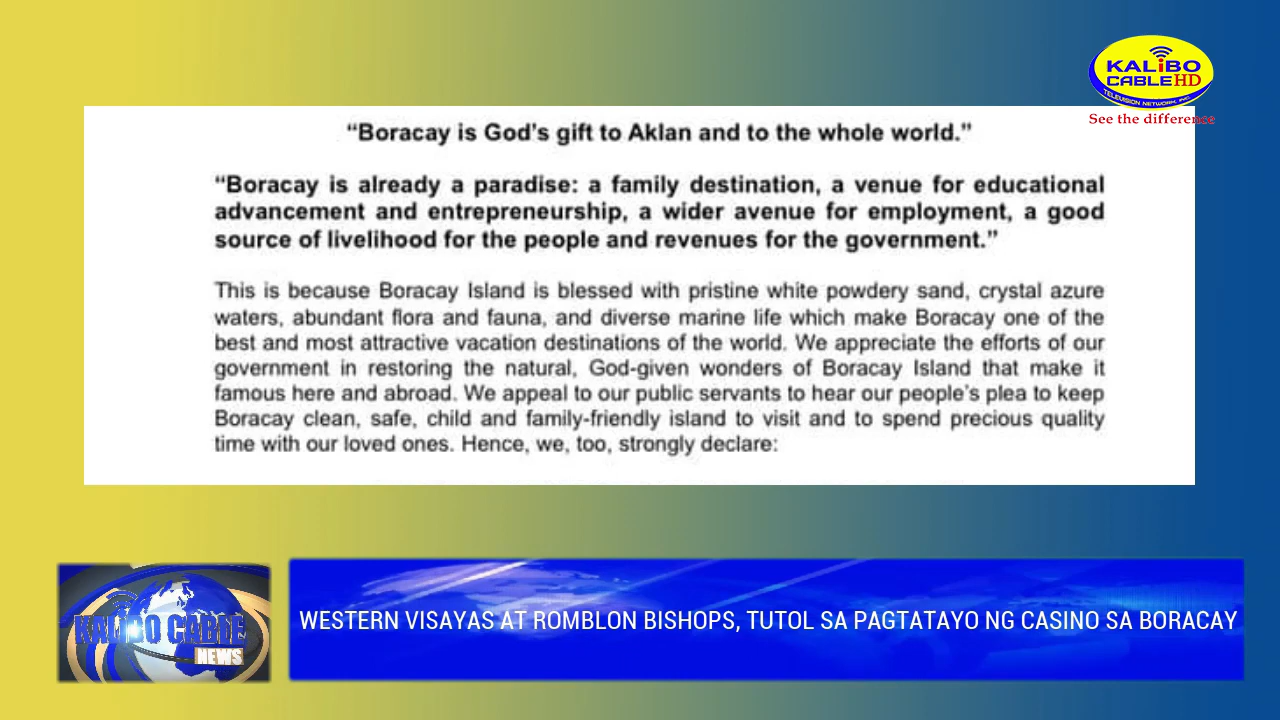 KALiBO
CABLE HD
TELEVISION NETWORK, INC.
See the difference
“Boracay is God's gift to Aklan and to the whole world.”
“Boracay is already a paradise: a family destination, a venue for educational
advancement and entrepreneurship, a wider avenue for employment, a good
source of livelihood for the people and revenues for the government.”
This is because Boracay Island is blessed with pristine white powdery sand, crystal azure
waters, abundant flora and fauna, and diverse marine life which make Boracay one of the
best and most attractive vacation destinations of the world. We appreciate the efforts of our
government in restoring the natural, God-given wonders of Boracay Island that make it
famous here and abroad. We appeal to our public servants to hear our people's plea to keep
Boracay clean, safe, child and family-friendly island to visit and to spend precious quality
time with our loved ones. Hence, we, too, strongly declare:
KALIBO CABLE
NEWS
WESTERN VISAYAS AT ROMBLON BISHOPS, TUTOL SA PAGTATAYO NG CASINO SA BORACAY